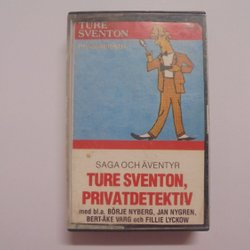 TURE
SVENTON
PRIVATDETEKTIV
SAGA OCH ÄVENTYR
TURE SVENTON,
PRIVATDETEKTIV
med bl.a. BÖRJE NYBERG, JAN NYGREN,
BERT-ÅKE VARG och FILLIE LYCKOW